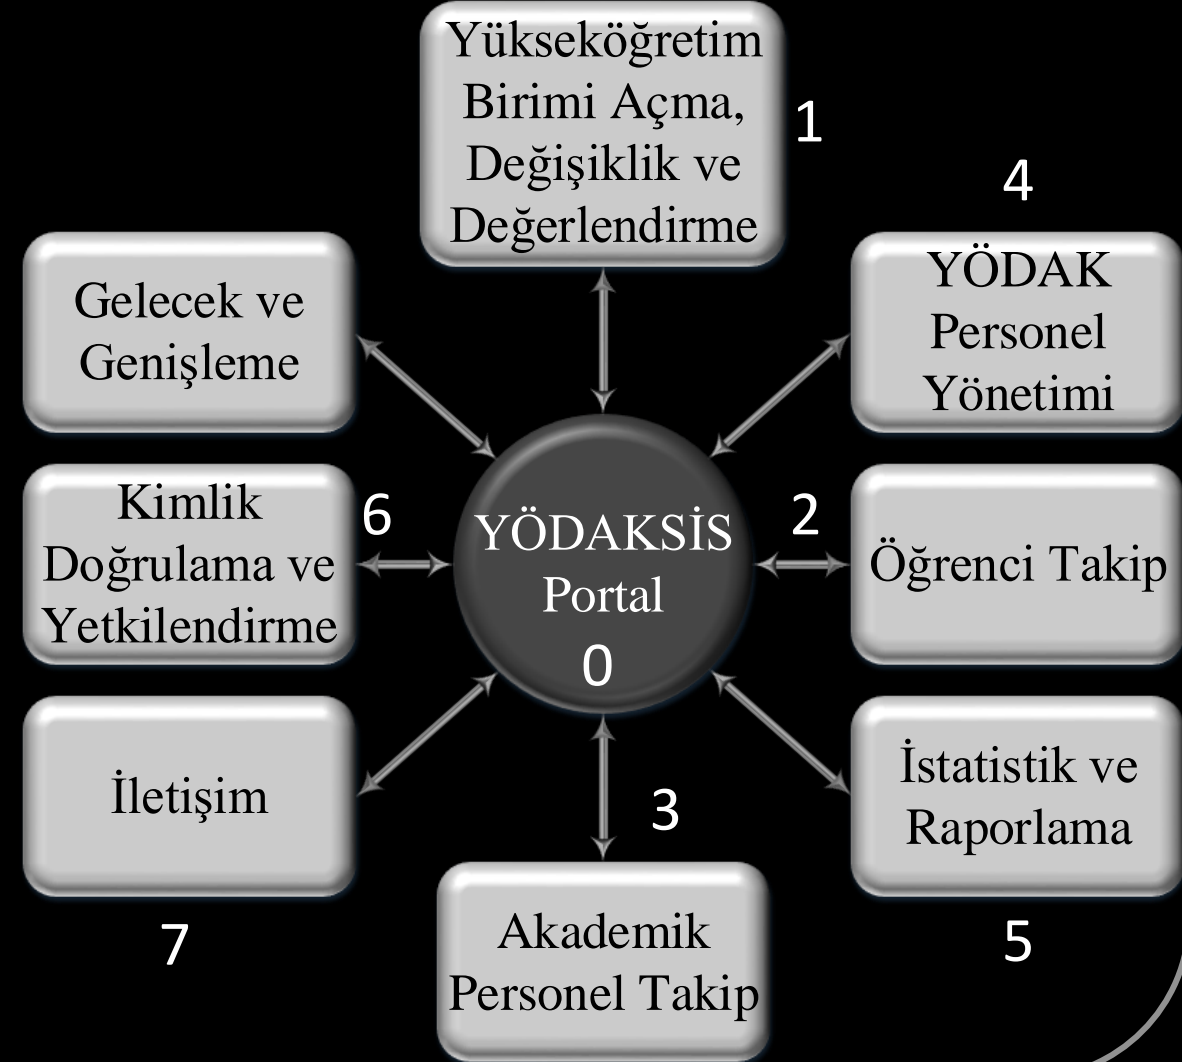 Yükseköğretim
Birimi Açma,
Değişiklik ve
Değerlendirme
1
4
YÖDAK
Personel
Yönetimi
Gelecek ve
Genişleme
Kimlik
Doğrulama ve
Yetkilendirme
6
YÖDAKSİS
Portal
0
2
Öğrenci Takip
İletişim
7
3
Akademik
Personel Takip
İstatistik ve
Raporlama
5